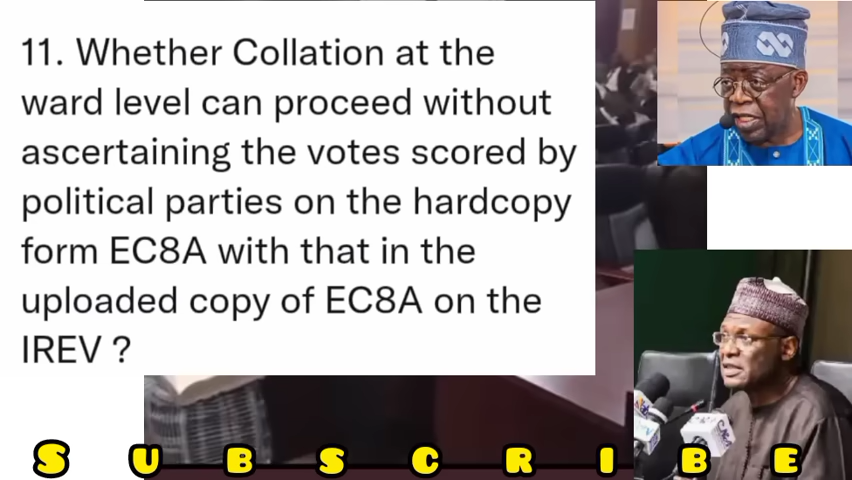 11. Whether Collation at the
ward level can proceed without
ascertaining the votes scored by
political parties on the hardcopy
form EC8A with that in the
uploaded copy of EC8A on the
IREV ?
SUBSCRIBE